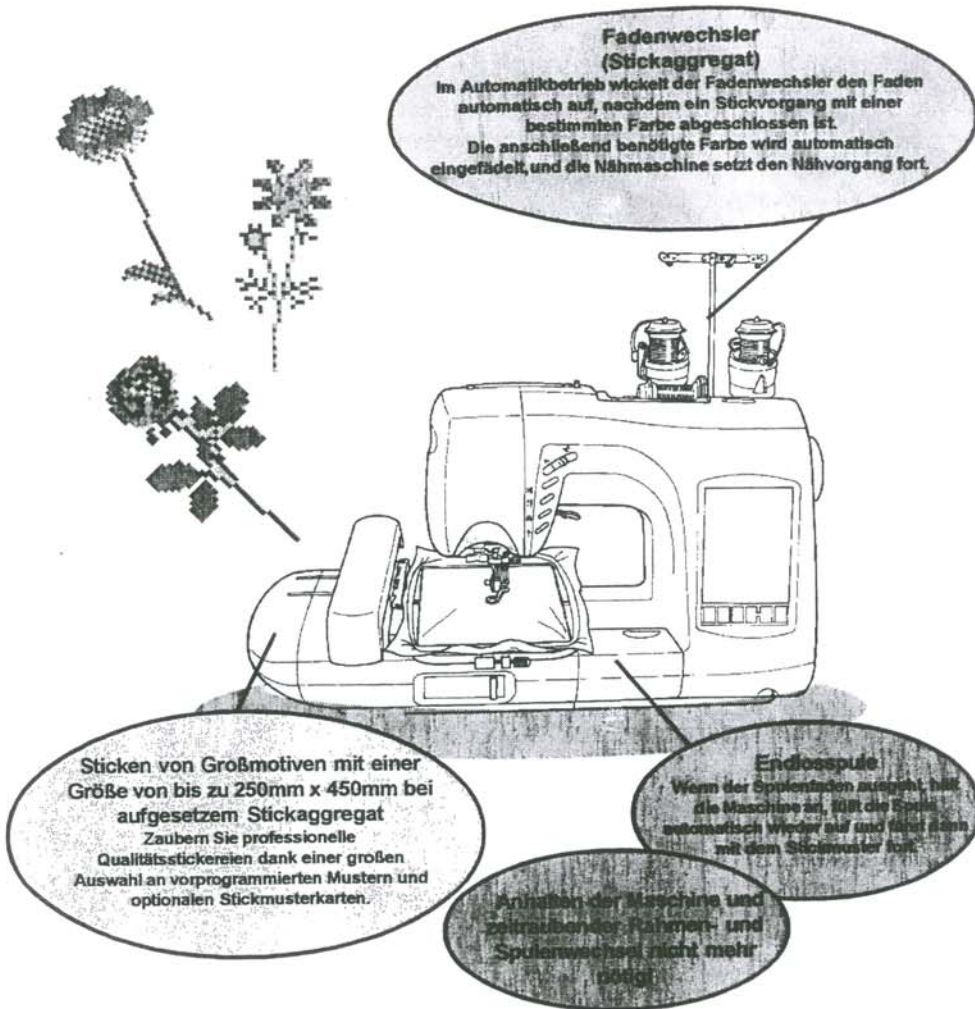 Fadenwechsler
(Stickaggregat)
Im Automatikbetrieb wickelt der Fadenwechsler den Faden
automatisch auf, nachdem ein Stickvorgang mit einer
bestimmten Farbe abgeschlossen ist.
Die anschließend benötigte Farbe wird automatisch
eingefädelt, und die Nähmaschine setzt den Nähvorgang fort.
Sticken von Großmotiven mit einer
Größe von bis zu 250mm x 450mm bei
aufgesetzem Stickaggregat
Zaubern Sie professionelle
Qualitätsstickereien dank einer großen
Auswahl an vorprogrammierten Mustern und
optionalen Stickmusterkarten.
Endlosspule
Wenn der Spulenfaden ausgeht, hält
die Maschine an, füllt die Spule
automatisch wieder auf und fährt dann
mit dem Stickmuster fort.
Anhalten der Maschine und
zeitraubender Rahmen- und
Spulenwechsel nicht mehr
nötig!